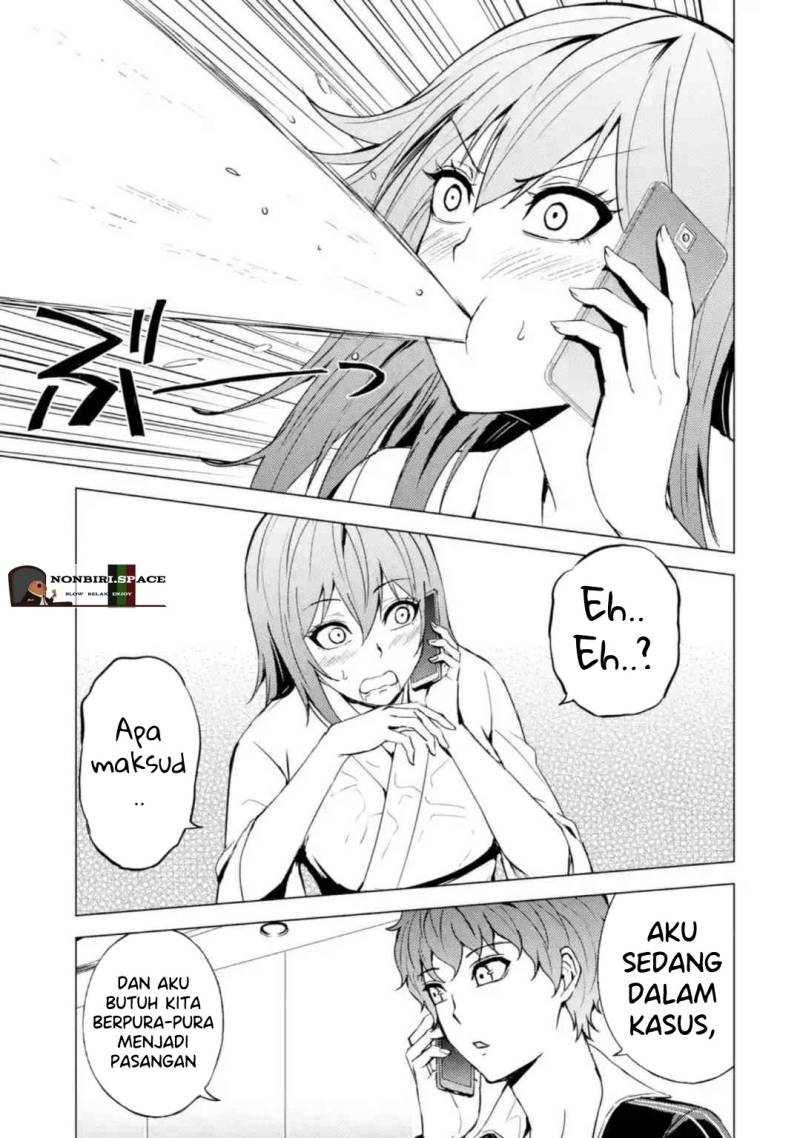 ぶーっ
NONBIRI.SPACE
SLOW RELAX ENJOY
Eh..
Eh..?
Apa
maksud
..
AKU
SEDANG
DALAM
KASUS,
DAN AKU
BUTUH KITA
BERPURA-PURA
MENJADI
PASANGAN